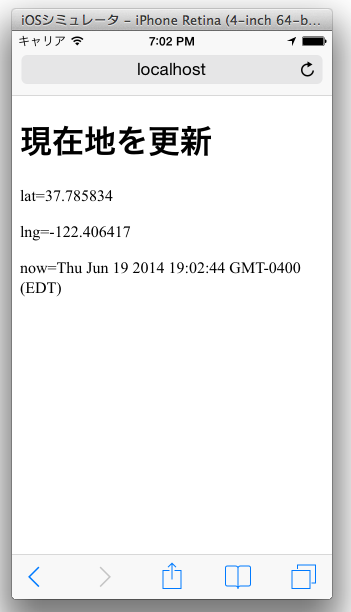 iOSシミュレータ - iPhone Retina (4-inch 64-b...
キャリア 7:02 PM
localhost
現在地を更新
lat=37.785834
lng=-122.406417
now=Thu Jun 19 2014 19:02:44 GMT-0400
(EDT)